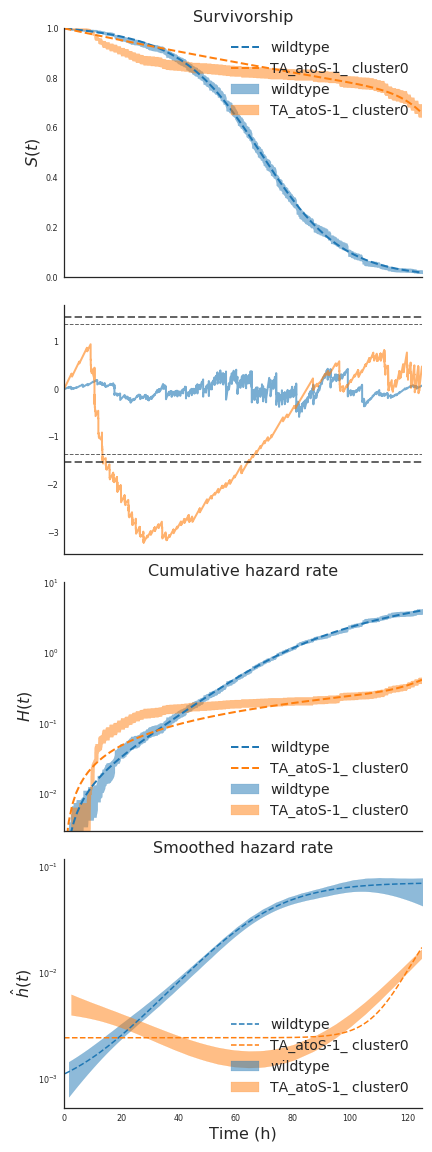 Survivorship
1.0
0.8
0.6
0.4
0.2
0.0
S(t)
wildtype
TA_atoS-1_ cluster0
wildtype
TA_atoS-1_ cluster0
1
0
−1
−2
−3
Cumulative hazard rate
10¹
10⁰
10⁻¹
10⁻²
H(t)
wildtype
TA_atoS-1_ cluster0
wildtype
TA_atoS-1_ cluster0
Smoothed hazard rate
10⁻¹
10⁻²
10⁻³
ĥ(t)
wildtype
TA_atoS-1_ cluster0
wildtype
TA_atoS-1_ cluster0
0 20 40 60 80 100 120
Time (h)